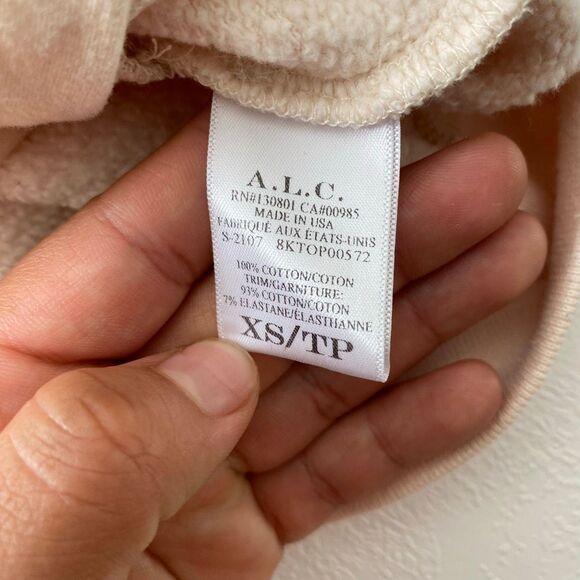 A.L.C.
RN#130801 CA#00985
MADE IN USA
FABRIQUÉ AUX ÉTATS-UNIS
S-2107 8KTOP00572
100% COTTON/COTON
TRIM/GARNITURE:
93% COTTON/COTON
7% ELASTANE/ÉLASTHANNE
XS/TP